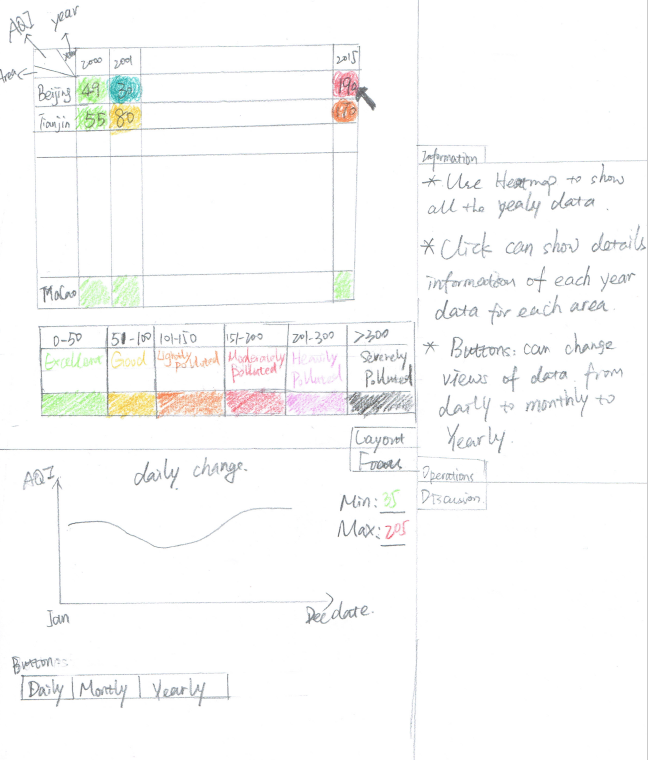 AQI year
Area
2000 2001 2015
Beijing 49 30 190
Tianjin 55 80 110
Macao
0-50 51-100 101-150 151-200 201-300 >300
Excellent Good Lightly polluted Moderately polluted Heavily Polluted Severely Polluted
Layout
Focus
AQI
daily change.
Min: 35
Max: 205
Jan
Dec date.
Button:
Daily Montly Yearly
Information
* Use Heatmap to show
all the yealy data.
* Click can show details
information of each year
data for each area.
* Buttons: can change
views of data from
daily to monthly to
Yearly.
Operations
Discussion